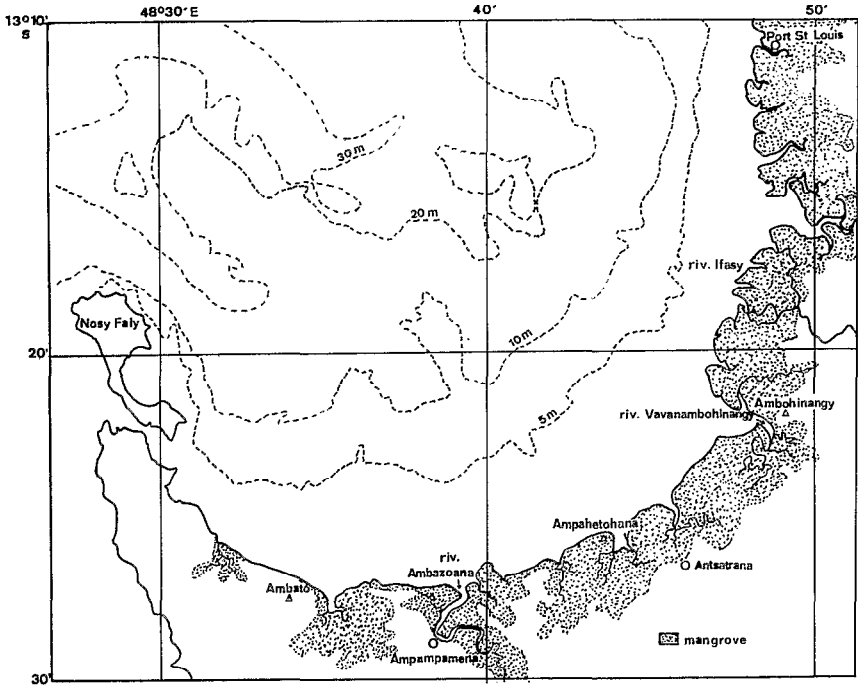 13°10'
S
48°30' E
40'
50'
Port St Louis
30 m
20 m
riv. Ifasy
Nosy Faly
10 m
20'
5 m
riv. Vavanambohinangy
Ambohinangy
Ampahetohana
riv.
Ambazoana
Antsatrana
Ambato
mangrove
Ampampamena
30'